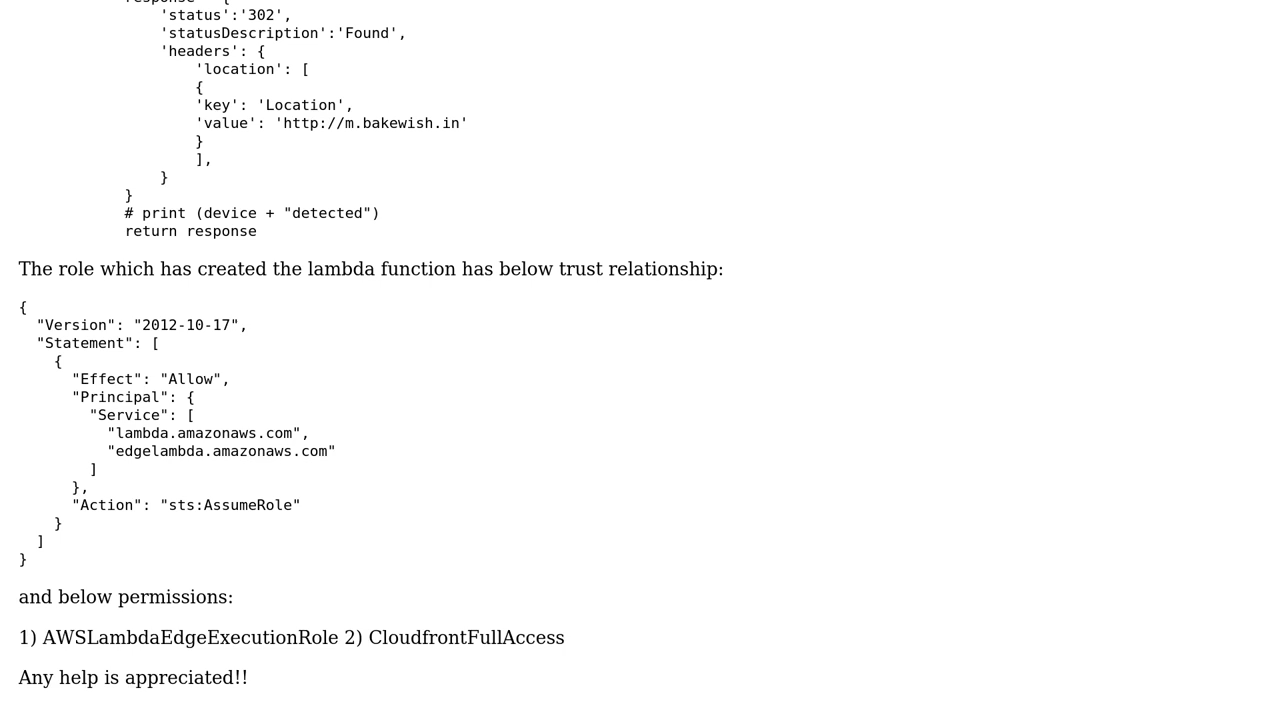 response = {
'status':'302',
'statusDescription':'Found',
'headers': {
'location': [
{
'key': 'Location',
'value': 'http://m.bakewish.in'
}
],
}
}
# print (device + "detected")
return response
The role which has created the lambda function has below trust relationship:
{
"Version": "2012-10-17",
"Statement": [
{
"Effect": "Allow",
"Principal": {
"Service": [
"lambda.amazonaws.com",
"edgelambda.amazonaws.com"
]
},
"Action": "sts:AssumeRole"
}
]
}
and below permissions:
1) AWSLambdaEdgeExecutionRole 2) CloudfrontFullAccess
Any help is appreciated!!